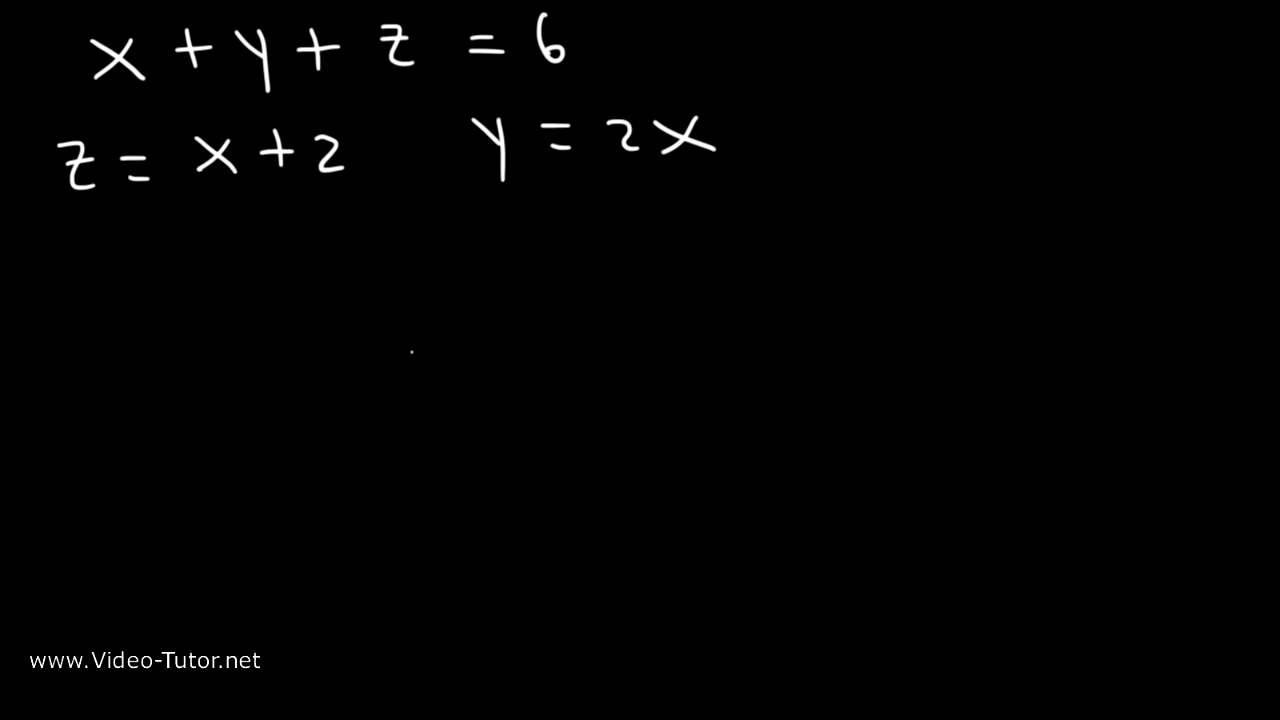 x + y + z = 6
z = x + 2 y = 2x
www.Video-Tutor.net